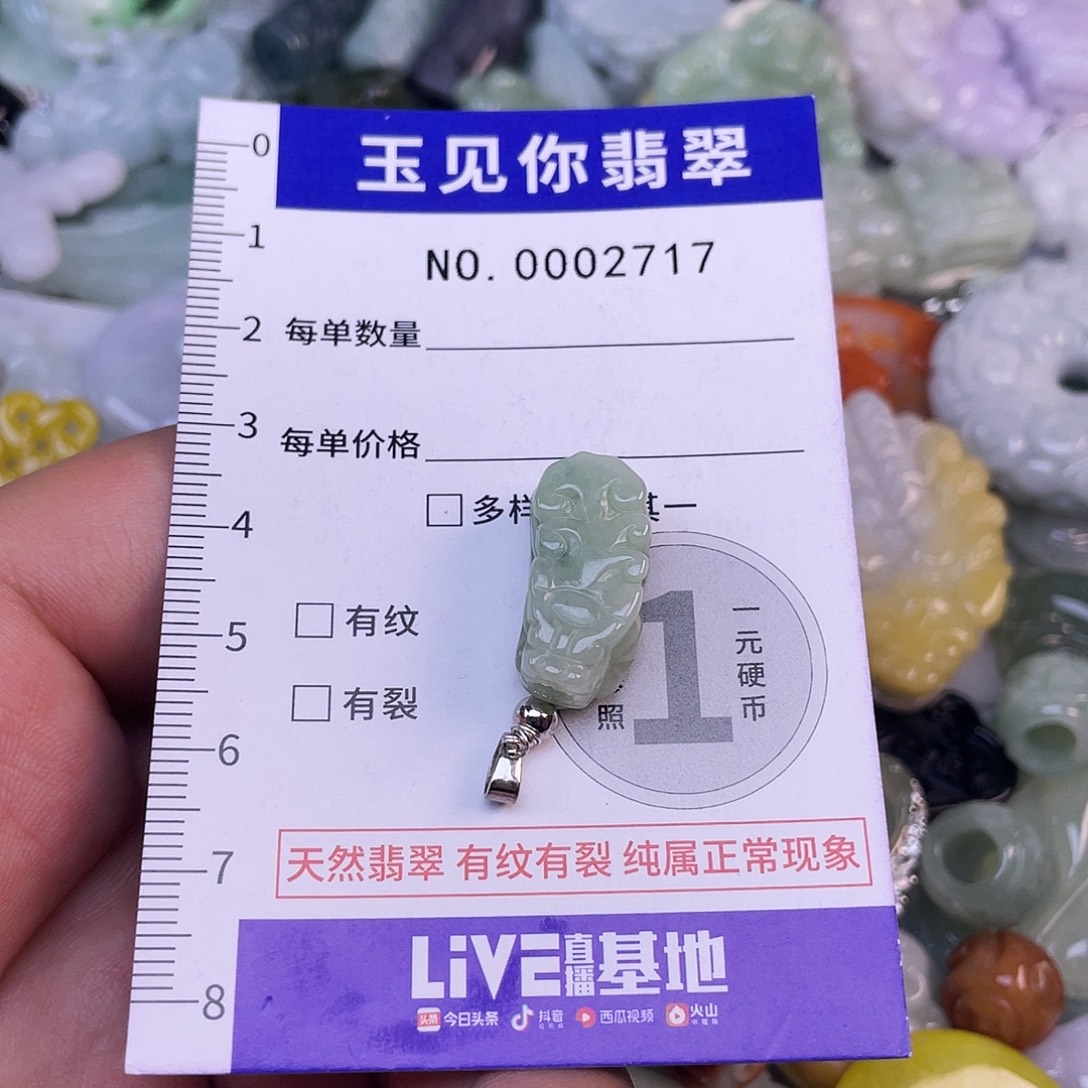 玉见你翡翠
NO.0002717
0
1
2
3
4
5
6
7
8
每单数量
每单价格
多样 其一
有纹
有裂
照
1
一元硬币
天然翡翠 有纹有裂 纯属正常现象
LiVE直播基地
头条 今日头条 抖音 西瓜视频 火山